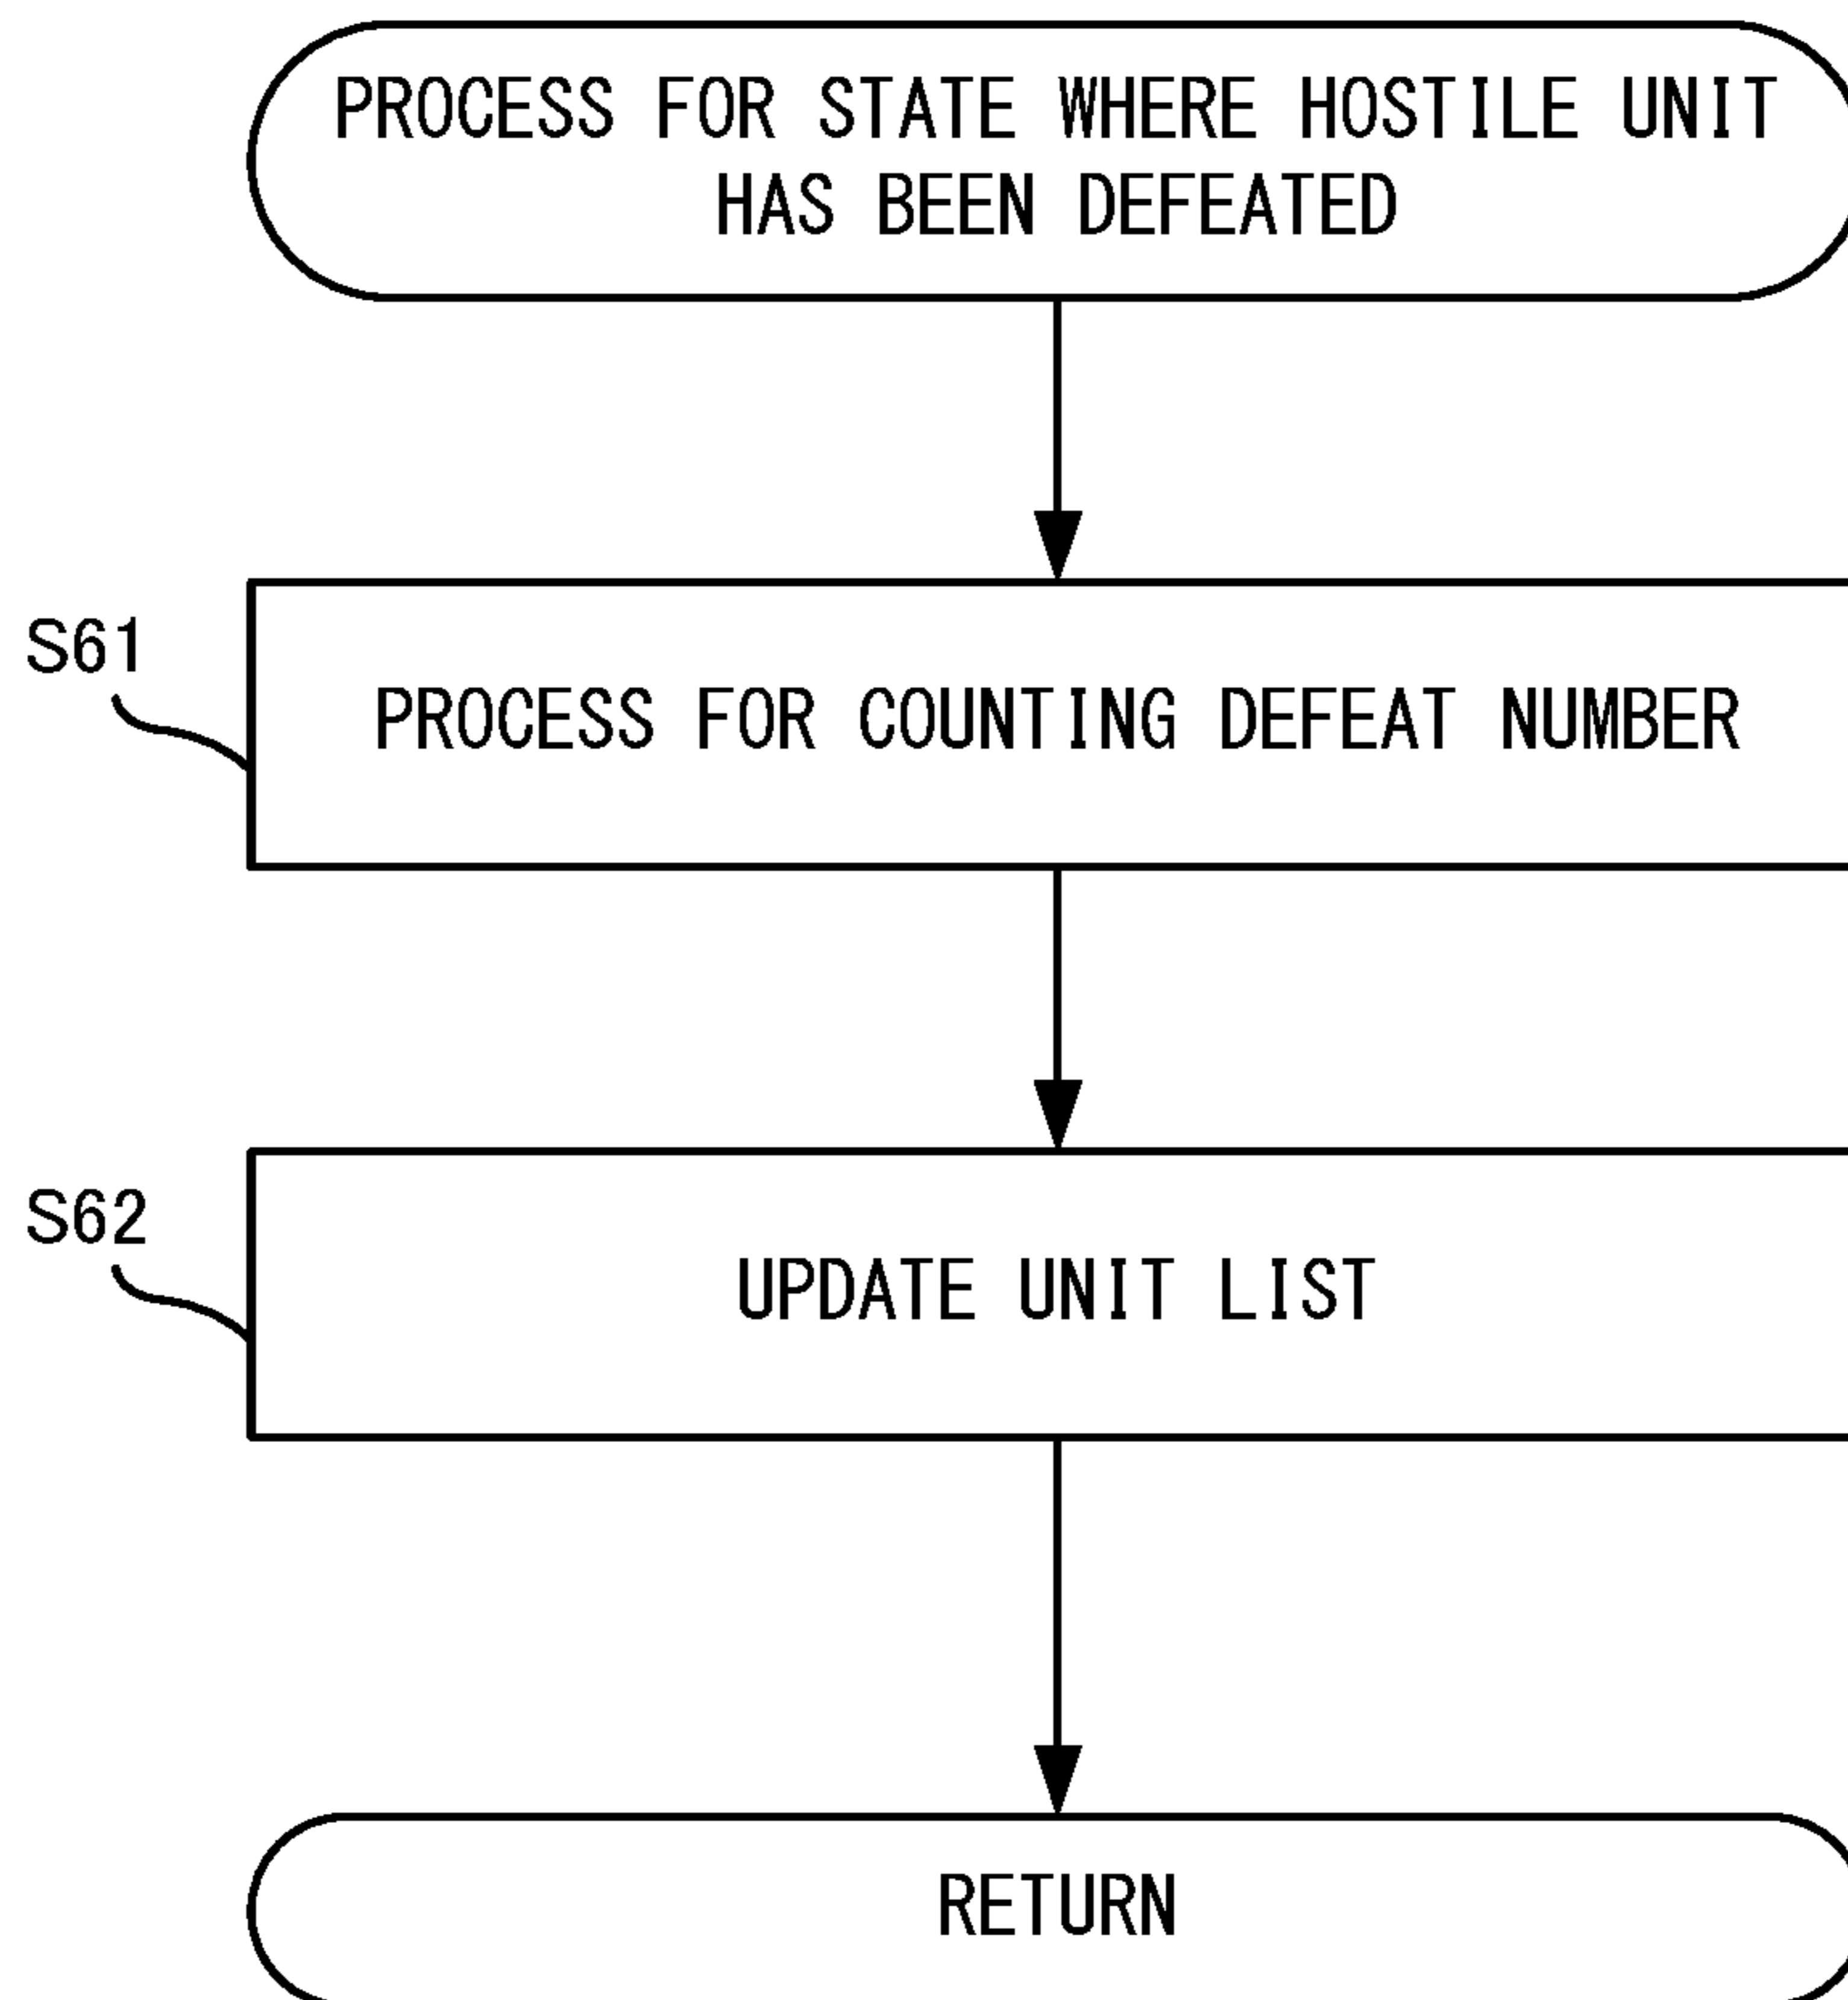 PROCESS FOR STATE WHERE HOSTILE UNIT
HAS BEEN DEFEATED
S61
PROCESS FOR COUNTING DEFEAT NUMBER
S62
UPDATE UNIT LIST
RETURN